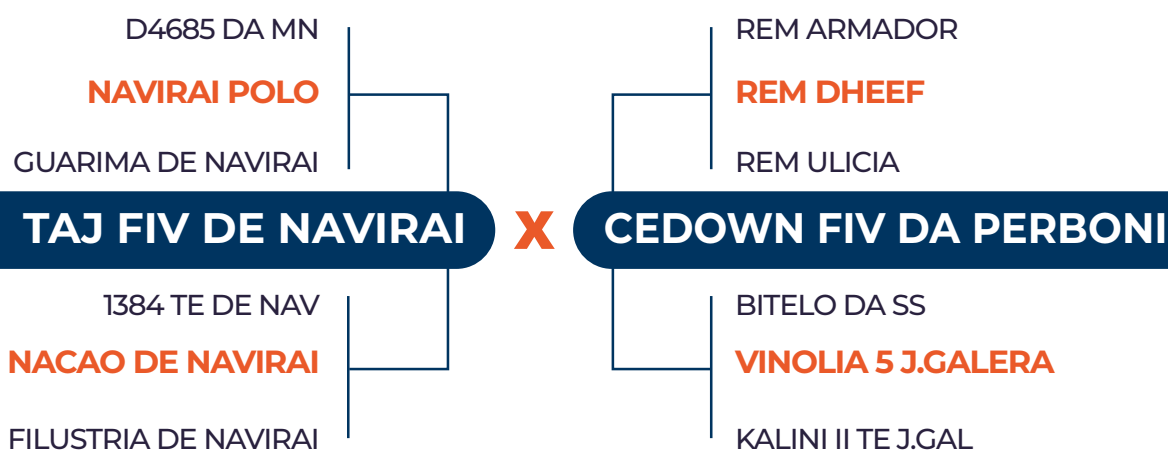 D4685 DA MN
NAVIRAI POLO
GUARIMA DE NAVIRAI
TAJ FIV DE NAVIRAI
1384 TE DE NAV
NACAO DE NAVIRAI
FILUSTRIA DE NAVIRAI
X
REM ARMADOR
REM DHEEF
REM ULICIA
CEDOWN FIV DA PERBONI
BITELO DA SS
VINOLIA 5 J.GALERA
KALINI II TE J.GAL